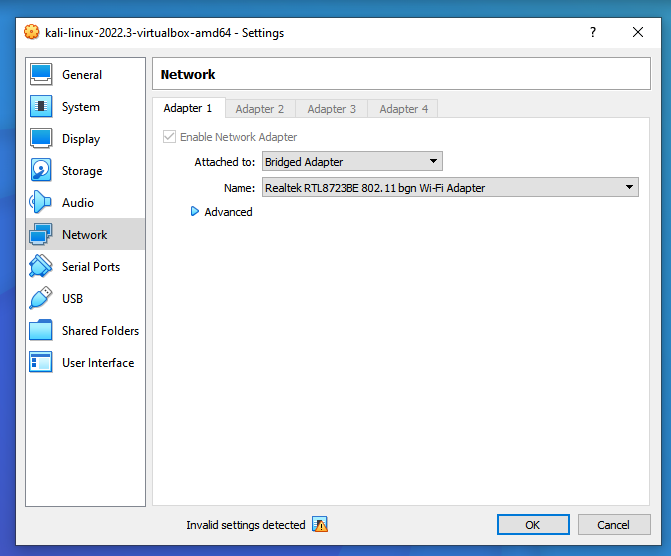 kali-linux-2022.3-virtualbox-amd64 - Settings
?
General
System
Display
Storage
Audio
Network
Serial Ports
USB
Shared Folders
User Interface
Network
Adapter 1 Adapter 2 Adapter 3 Adapter 4
Enable Network Adapter
Attached to: Bridged Adapter
Name: Realtek RTL8723BE 802.11 bgn Wi-Fi Adapter
Advanced
Invalid settings detected
OK Cancel